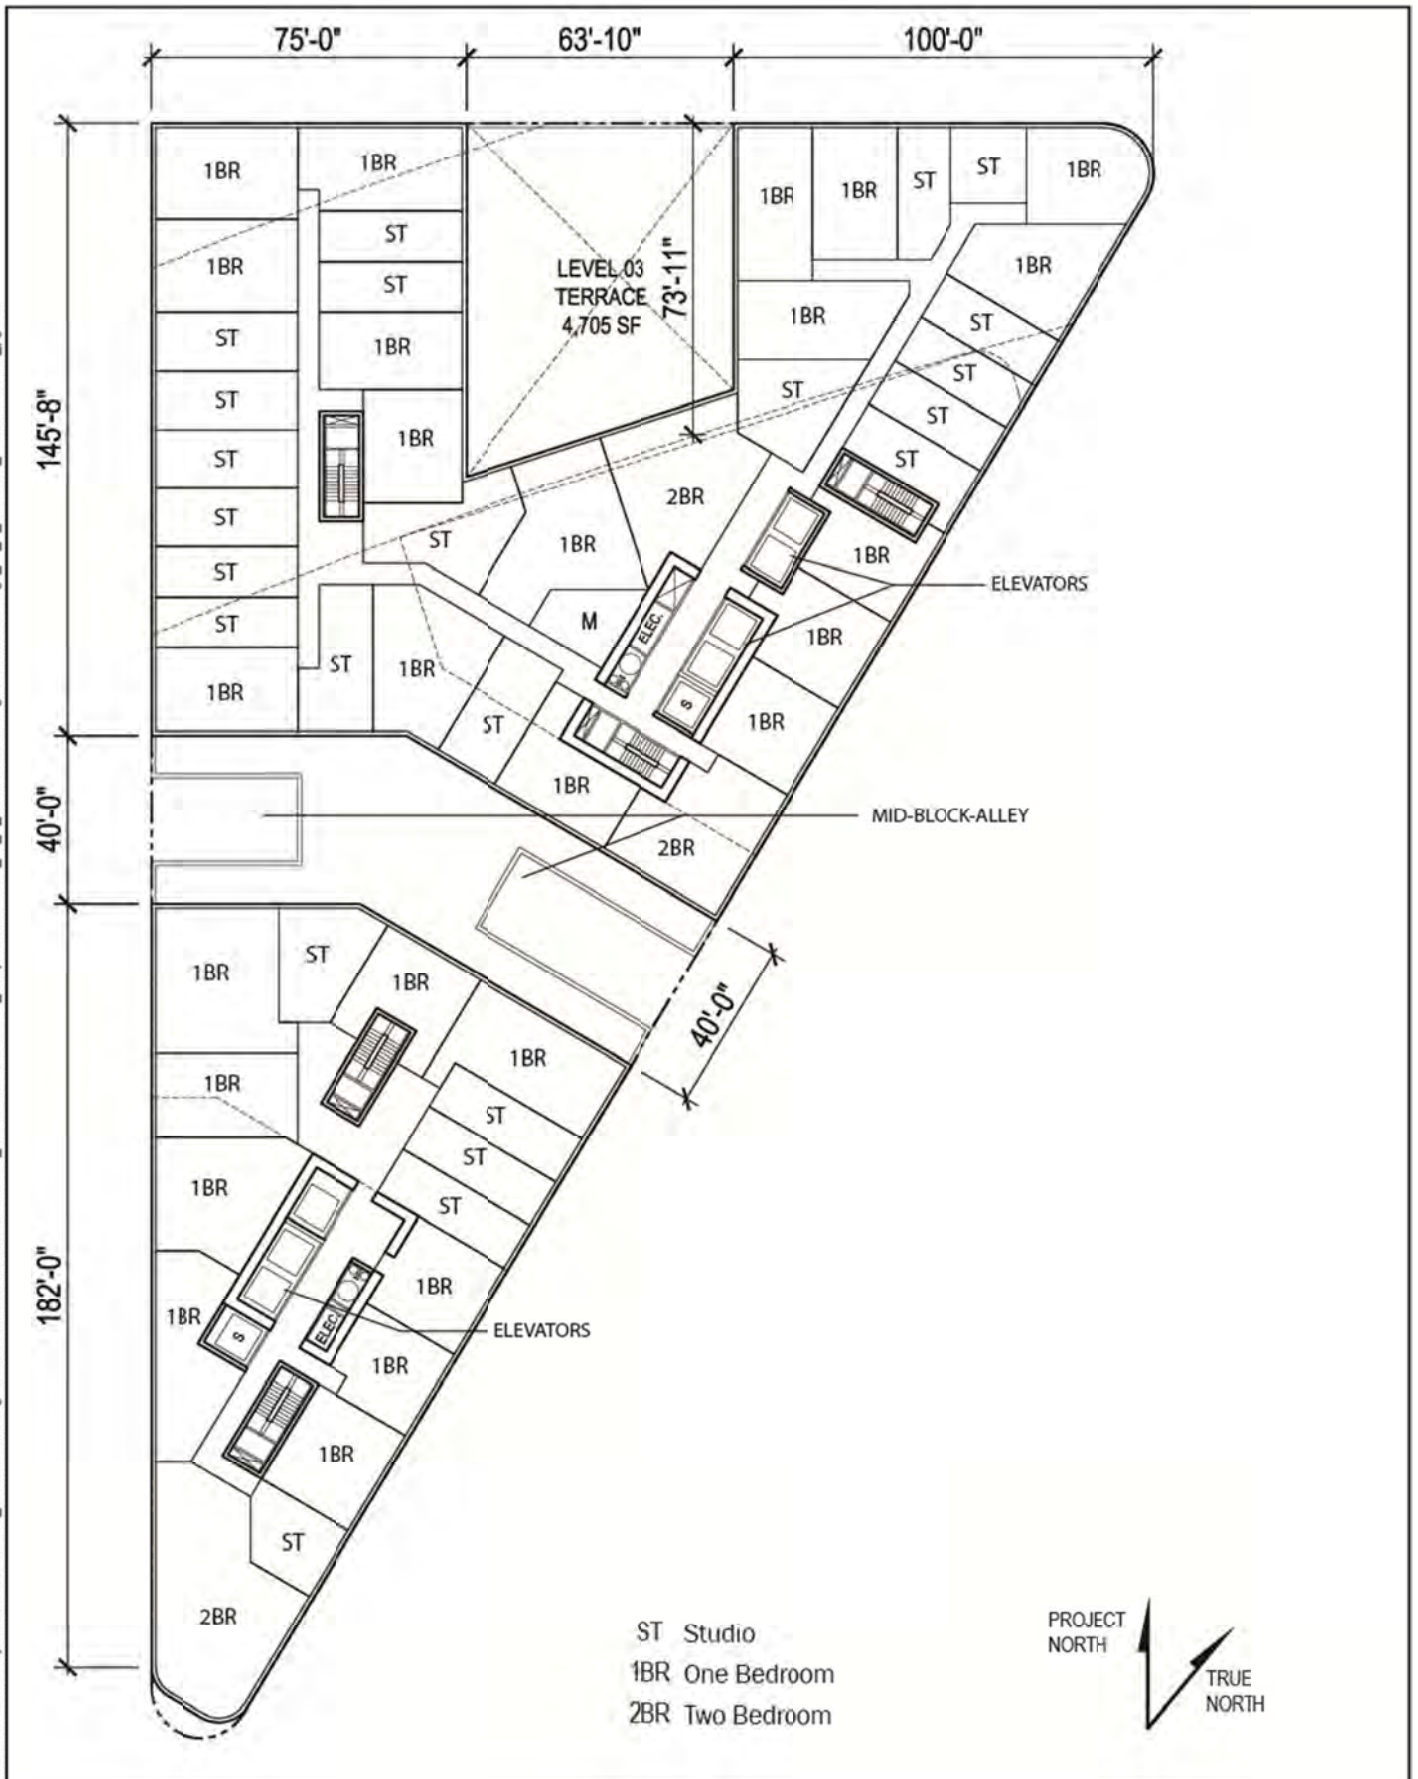 75'-0"
63'-10"
100'-0"
145'-8"
40'-0"
182'-0"
73'-11"
LEVEL 03
TERRACE
4,705 SF
1BR
1BR
1BR
ST
ST
1BR
1BR
1BR
ST
ST
1BR
1BR
ST
ST
1BR
1BR
ST
1BR
ST
ST
ST
ST
ST
ST
ST
ST
ST
ST
1BR
2BR
ST
1BR
1BR
ELEVATORS
ELEC.
M
1BR
ST
1BR
1BR
S
1BR
ST
1BR
MID-BLOCK-ALLEY
2BR
1BR
ST
1BR
40'-0"
1BR
1BR
ST
ST
1BR
ST
1BR
1BR
ELEC.
S
ELEVATORS
1BR
1BR
ST
2BR
ST Studio
1BR One Bedroom
2BR Two Bedroom
PROJECT
NORTH
TRUE
NORTH